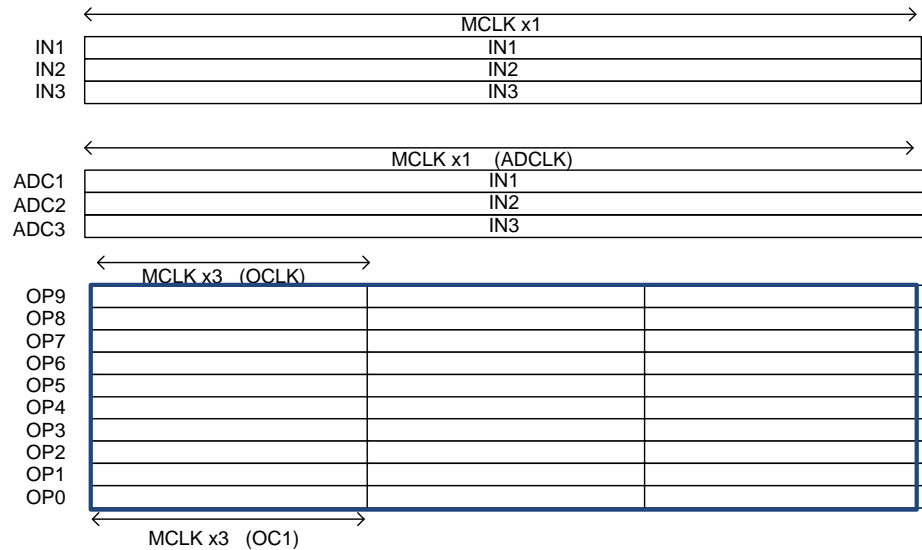 MCLK x1
IN1 IN1
IN2 IN2
IN3 IN3
MCLK x1 (ADCLK)
ADC1 IN1
ADC2 IN2
ADC3 IN3
MCLK x3 (OCLK)
OP9
OP8
OP7
OP6
OP5
OP4
OP3
OP2
OP1
OP0
MCLK x3 (OC1)